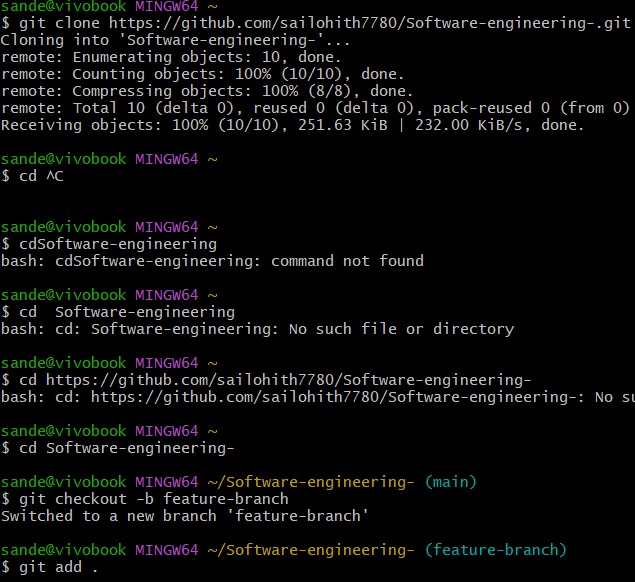 sande@vivobook MINGW64 ~
$ git clone https://github.com/sailohith7780/Software-engineering-.git
Cloning into 'Software-engineering-'...
remote: Enumerating objects: 10, done.
remote: Counting objects: 100% (10/10), done.
remote: Compressing objects: 100% (8/8), done.
remote: Total 10 (delta 0), reused 0 (delta 0), pack-reused 0 (from 0)
Receiving objects: 100% (10/10), 251.63 KiB | 232.00 KiB/s, done.
sande@vivobook MINGW64 ~
$ cd ^C
sande@vivobook MINGW64 ~
$ cdSoftware-engineering
bash: cdSoftware-engineering: command not found
sande@vivobook MINGW64 ~
$ cd  Software-engineering
bash: cd: Software-engineering: No such file or directory
sande@vivobook MINGW64 ~
$ cd https://github.com/sailohith7780/Software-engineering-
bash: cd: https://github.com/sailohith7780/Software-engineering-: No su
sande@vivobook MINGW64 ~
$ cd Software-engineering-
sande@vivobook MINGW64 ~/Software-engineering- (main)
$ git checkout -b feature-branch
Switched to a new branch 'feature-branch'
sande@vivobook MINGW64 ~/Software-engineering- (feature-branch)
$ git add .